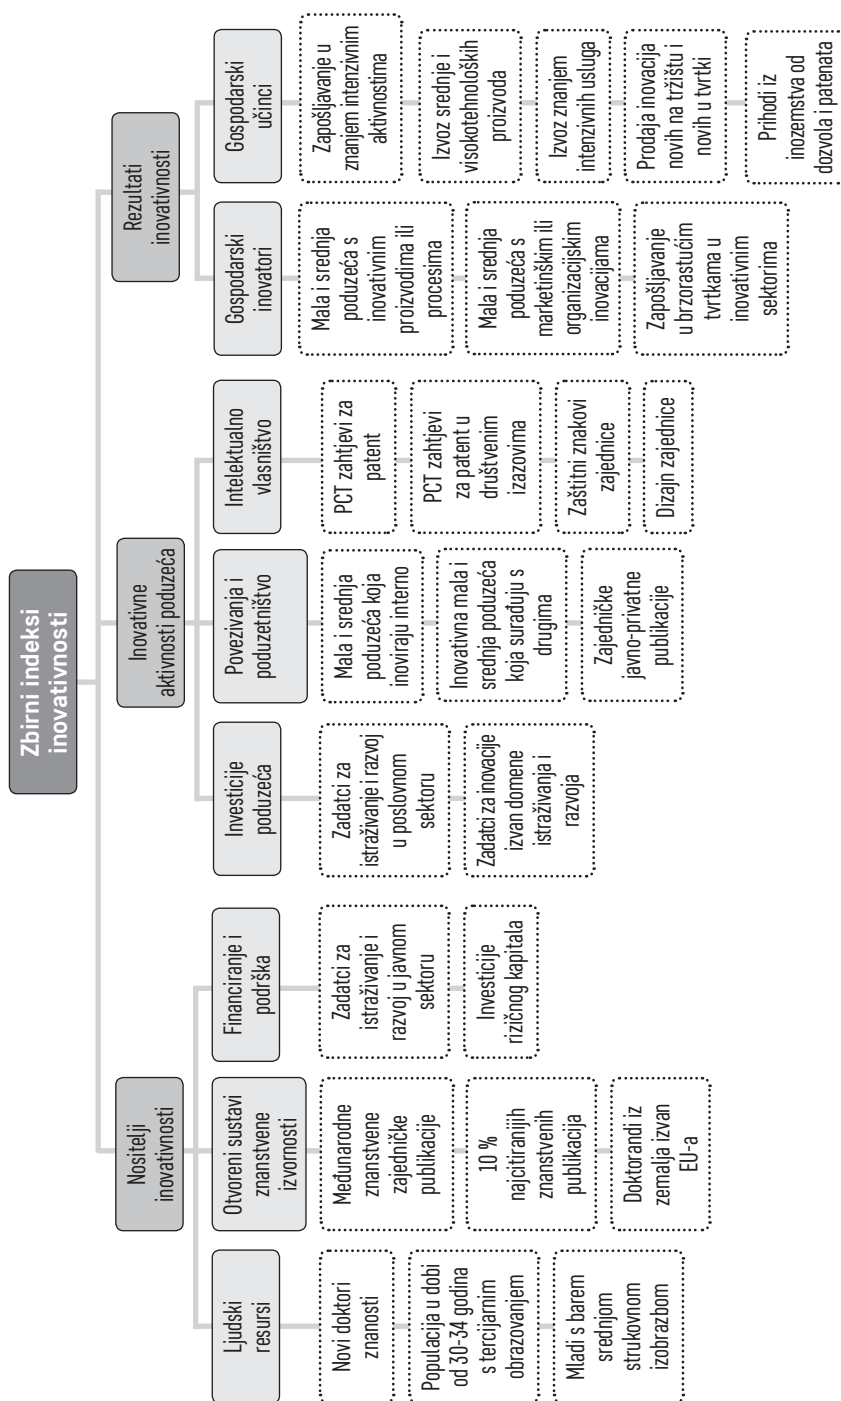 Zbirni indeksi
inovativnosti
Nositelji
inovativnosti
Ljudski
resursi
Novi doktori
znanosti
Populacija u dobi
od 30-34 godina
s tercijarnim
obrazovanjem
Mladi s barem
srednjom
strukovnom
izobrazbom
Otvoreni sustavi
znanstvene
izvornosti
Međunarodne
znanstvene
zajedničke
publikacije
10 %
najcitiranijih
znanstvenih
publikacija
Doktorandi iz
zemalja izvan
EU-a
Financiranje i
podrška
Zadatci za
istraživanje i
razvoj u javnom
sektoru
Investicije
rizičnog kapitala
Inovativne
aktivnosti poduzeća
Investicije
poduzeća
Zadatci za
istraživanje i razvoj
u poslovnom
sektoru
Zadatci za inovacije
izvan domene
istraživanja i
razvoja
Povezivanja i
poduzetništvo
Mala i srednja
poduzeća koja
inoviraju interno
Inovativna mala i
srednja poduzeća
koja surađuju s
drugima
Zajedničke
javno-privatne
publikacije
Intelektualno
vlasništvo
PCT zahtjevi za
patent
PCT zahtjevi
za patent u
društvenim
izazovima
Zaštitni znakovi
zajednice
Dizajn zajednice
Rezultati
inovativnosti
Gospodarski
inovatori
Mala i srednja
poduzeća s
inovativnim
proizvodima ili
procesima
Mala i srednja
poduzeća s
marketinškim ili
organizacijskim
inovacijama
Zapošljavanje
u brzorastućim
tvrtkama u
inovativnim
sektorima
Gospodarski
učinci
Zapošljavanje u
znanjem intenzivnim
aktivnostima
Izvoz srednje i
visokotehnoloških
proizvoda
Izvoz znanjem
intenzivnih usluga
Prodaja inovacija
novih na tržištu i
novih u tvrtki
Prihodi iz
inozemstva od
dozvola i patenata